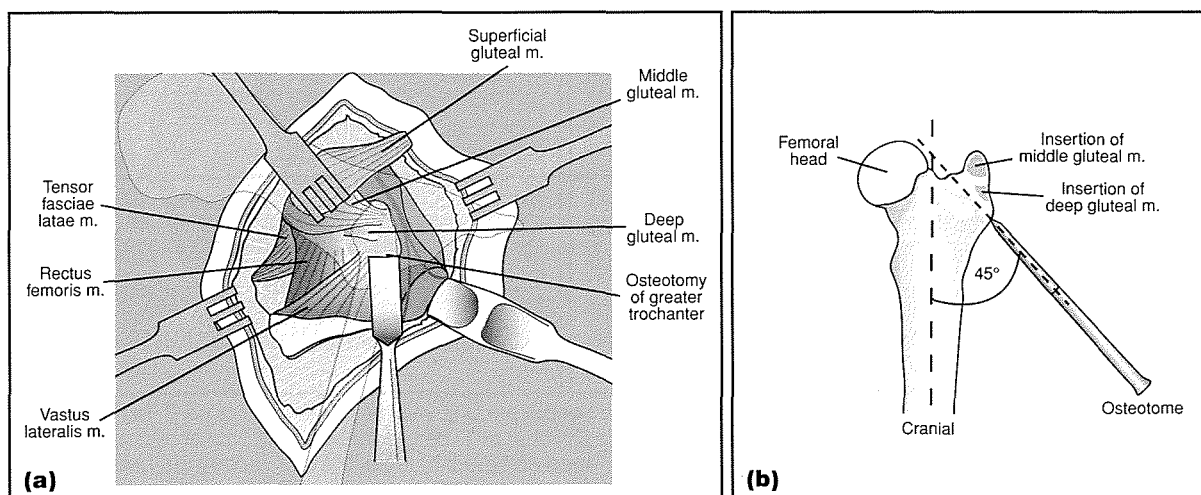 Superficial
gluteal m.
Middle
gluteal m.
Tensor
fasciae
latae m.
Deep
gluteal m.
Rectus
femoris m.
Osteotomy
of greater
trochanter
Vastus
lateralis m.
(a)
Femoral
head
Insertion of
middle gluteal m.
Insertion of
deep gluteal m.
45°
Osteotome
Cranial
(b)